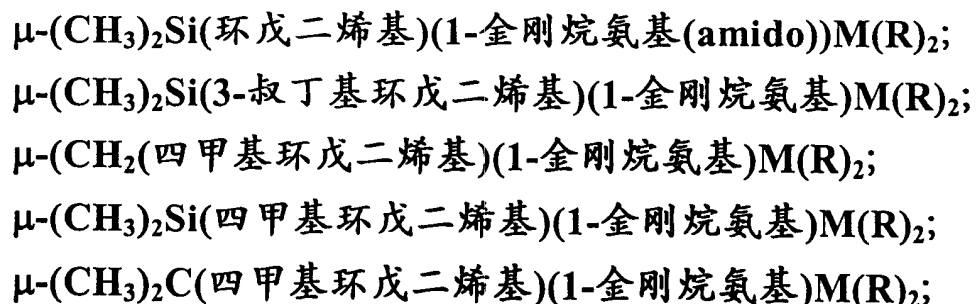 μ-(CH₃)₂Si(环戊二烯基)(1-金刚烷氨基(amido))M(R)₂;
μ-(CH₃)₂Si(3-叔丁基环戊二烯基)(1-金刚烷氨基)M(R)₂;
μ-(CH₂(四甲基环戊二烯基)(1-金刚烷氨基)M(R)₂;
μ-(CH₃)₂Si(四甲基环戊二烯基)(1-金刚烷氨基)M(R)₂;
μ-(CH₃)₂C(四甲基环戊二烯基)(1-金刚烷氨基)M(R)₂;